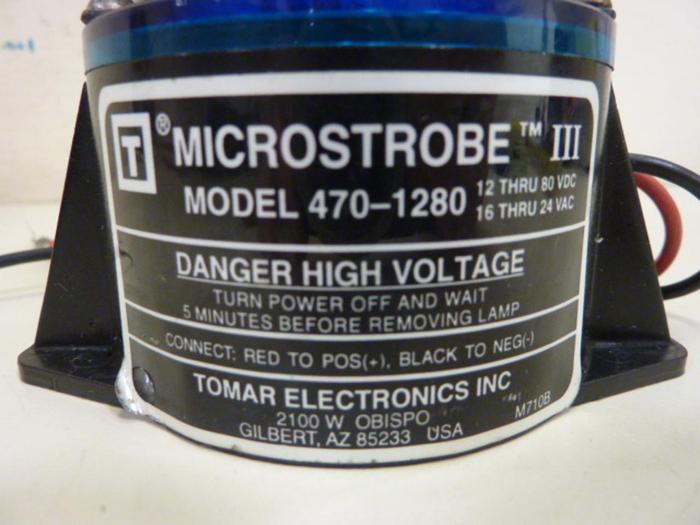 T ® MICROSTROBE ™ III
MODEL 470-1280 12 THRU 80 VDC
16 THRU 24 VAC
DANGER HIGH VOLTAGE
TURN POWER OFF AND WAIT
5 MINUTES BEFORE REMOVING LAMP
CONNECT: RED TO POS(+), BLACK TO NEG(-)
TOMAR ELECTRONICS INC
2100 W OBISPO
GILBERT, AZ 85233 USA
M710B